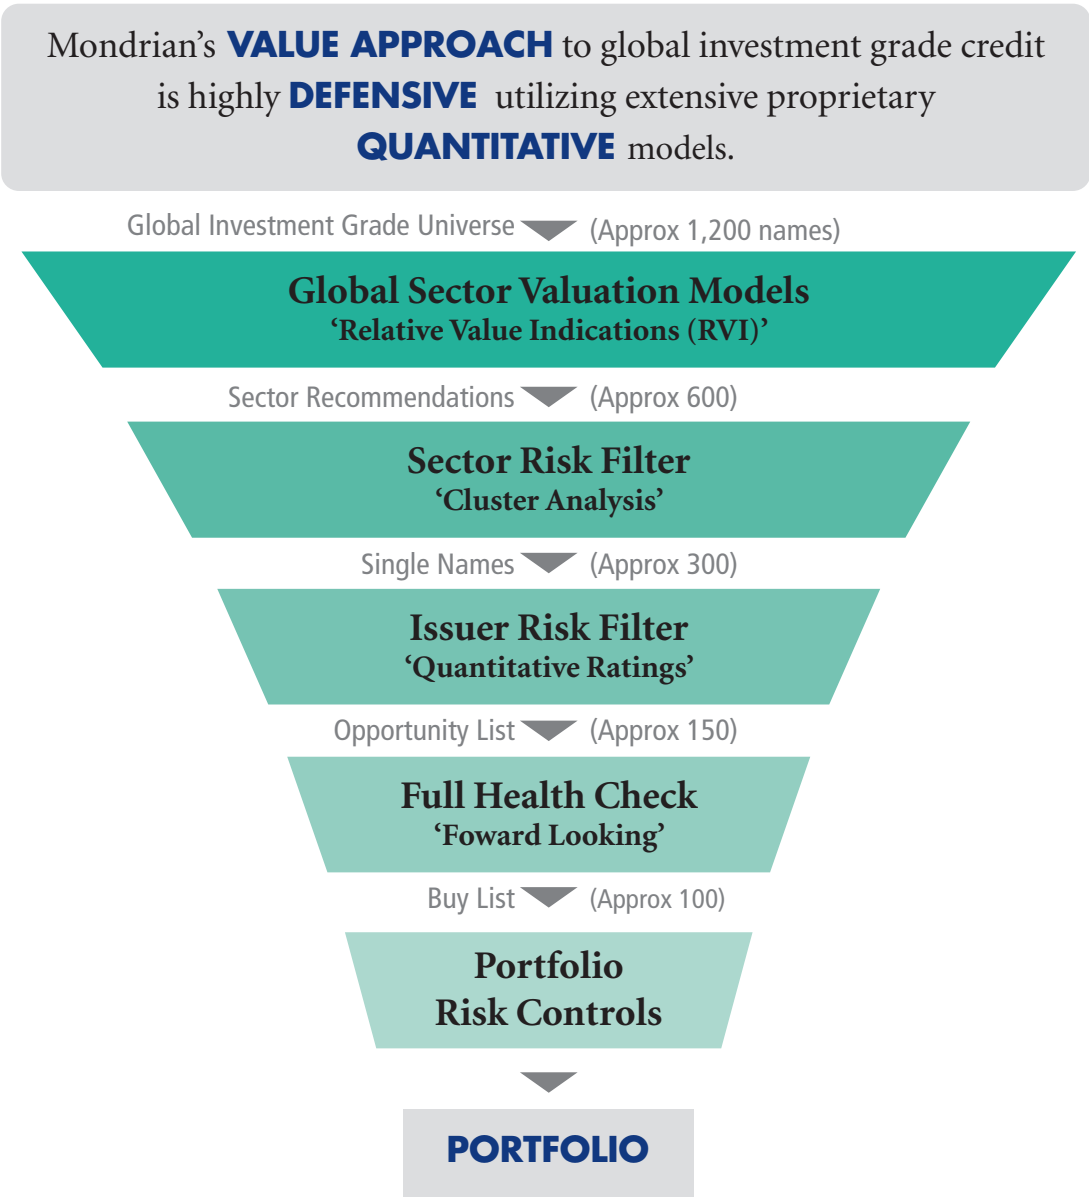 Mondrian’s VALUE APPROACH to global investment grade credit
is highly DEFENSIVE utilizing extensive proprietary
QUANTITATIVE models.
Global Investment Grade Universe (Approx 1,200 names)
Global Sector Valuation Models
‘Relative Value Indications (RVI)’
Sector Recommendations (Approx 600)
Sector Risk Filter
‘Cluster Analysis’
Single Names (Approx 300)
Issuer Risk Filter
‘Quantitative Ratings’
Opportunity List (Approx 150)
Full Health Check
‘Foward Looking’
Buy List (Approx 100)
Portfolio
Risk Controls
PORTFOLIO